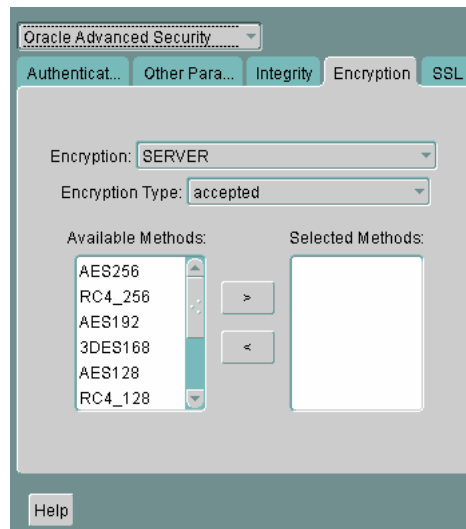 Oracle Advanced Security
Authenticat... Other Para... Integrity Encryption SSL
Encryption: SERVER
Encryption Type: accepted
Available Methods: Selected Methods:
AES256
RC4_256
AES192
3DES168
AES128
RC4_128
>
<
Help